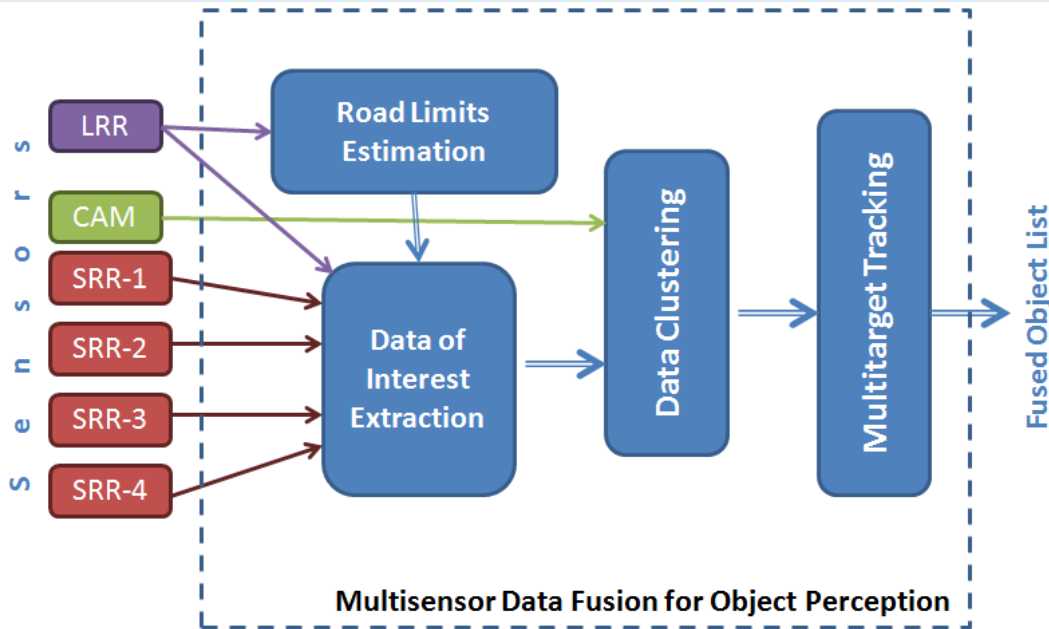 Sensors
LRR
CAM
SRR-1
SRR-2
SRR-3
SRR-4
Road Limits
Estimation
Data of
Interest
Extraction
Data Clustering
Multitarget Tracking
Fused Object List
Multisensor Data Fusion for Object Perception